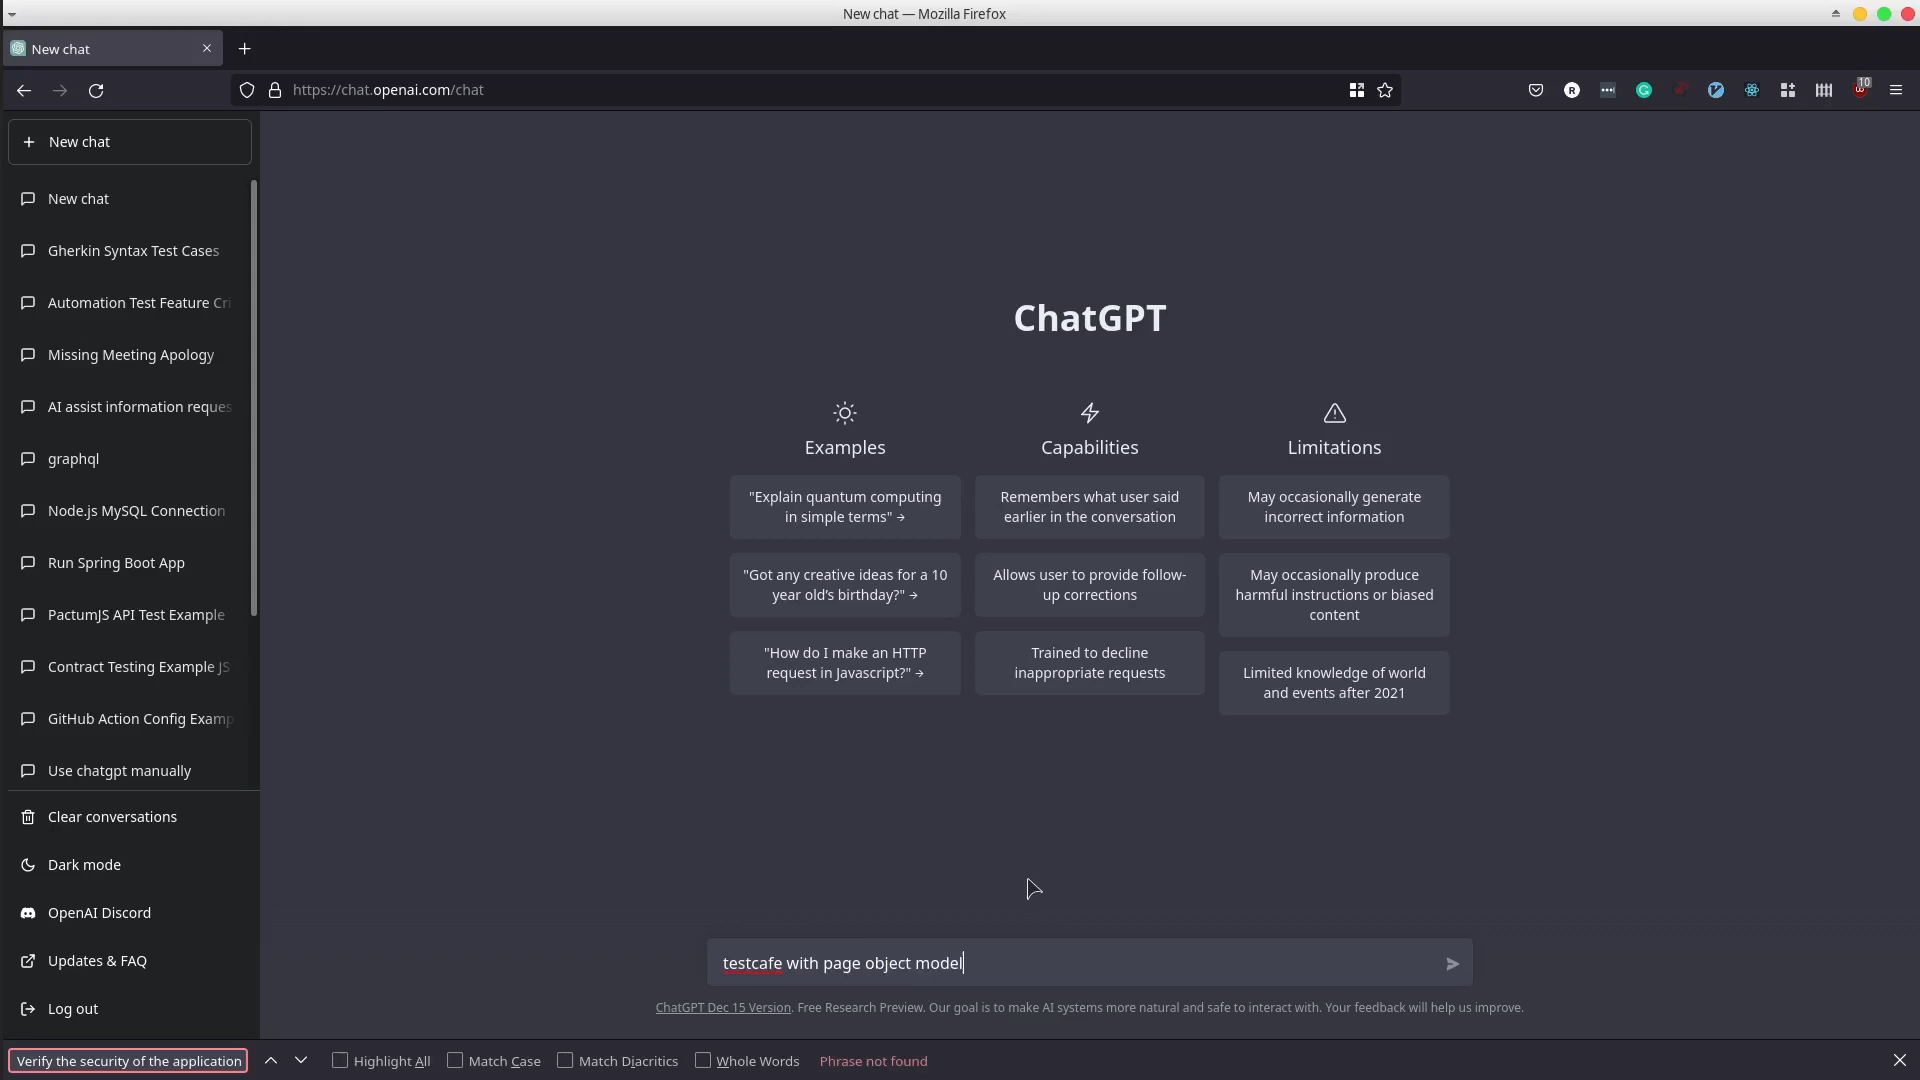 New chat — Mozilla Firefox
New chat
https://chat.openai.com/chat
10
New chat
New chat
Gherkin Syntax Test Cases
Automation Test Feature Cri
Missing Meeting Apology
AI assist information reques
graphql
Node.js MySQL Connection
Run Spring Boot App
PactumJS API Test Example
Contract Testing Example JS
GitHub Action Config Examp
Use chatgpt manually
Clear conversations
Dark mode
OpenAI Discord
Updates & FAQ
Log out
ChatGPT
Examples
"Explain quantum computing
in simple terms" →
"Got any creative ideas for a 10
year old's birthday?" →
"How do I make an HTTP
request in Javascript?" →
Capabilities
Remembers what user said
earlier in the conversation
Allows user to provide follow-
up corrections
Trained to decline
inappropriate requests
Limitations
May occasionally generate
incorrect information
May occasionally produce
harmful instructions or biased
content
Limited knowledge of world
and events after 2021
testcafe with page object model
ChatGPT Dec 15 Version. Free Research Preview. Our goal is to make AI systems more natural and safe to interact with. Your feedback will help us improve.
Verify the security of the application Highlight All Match Case Match Diacritics Whole Words Phrase not found